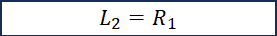 L₂ = R₁